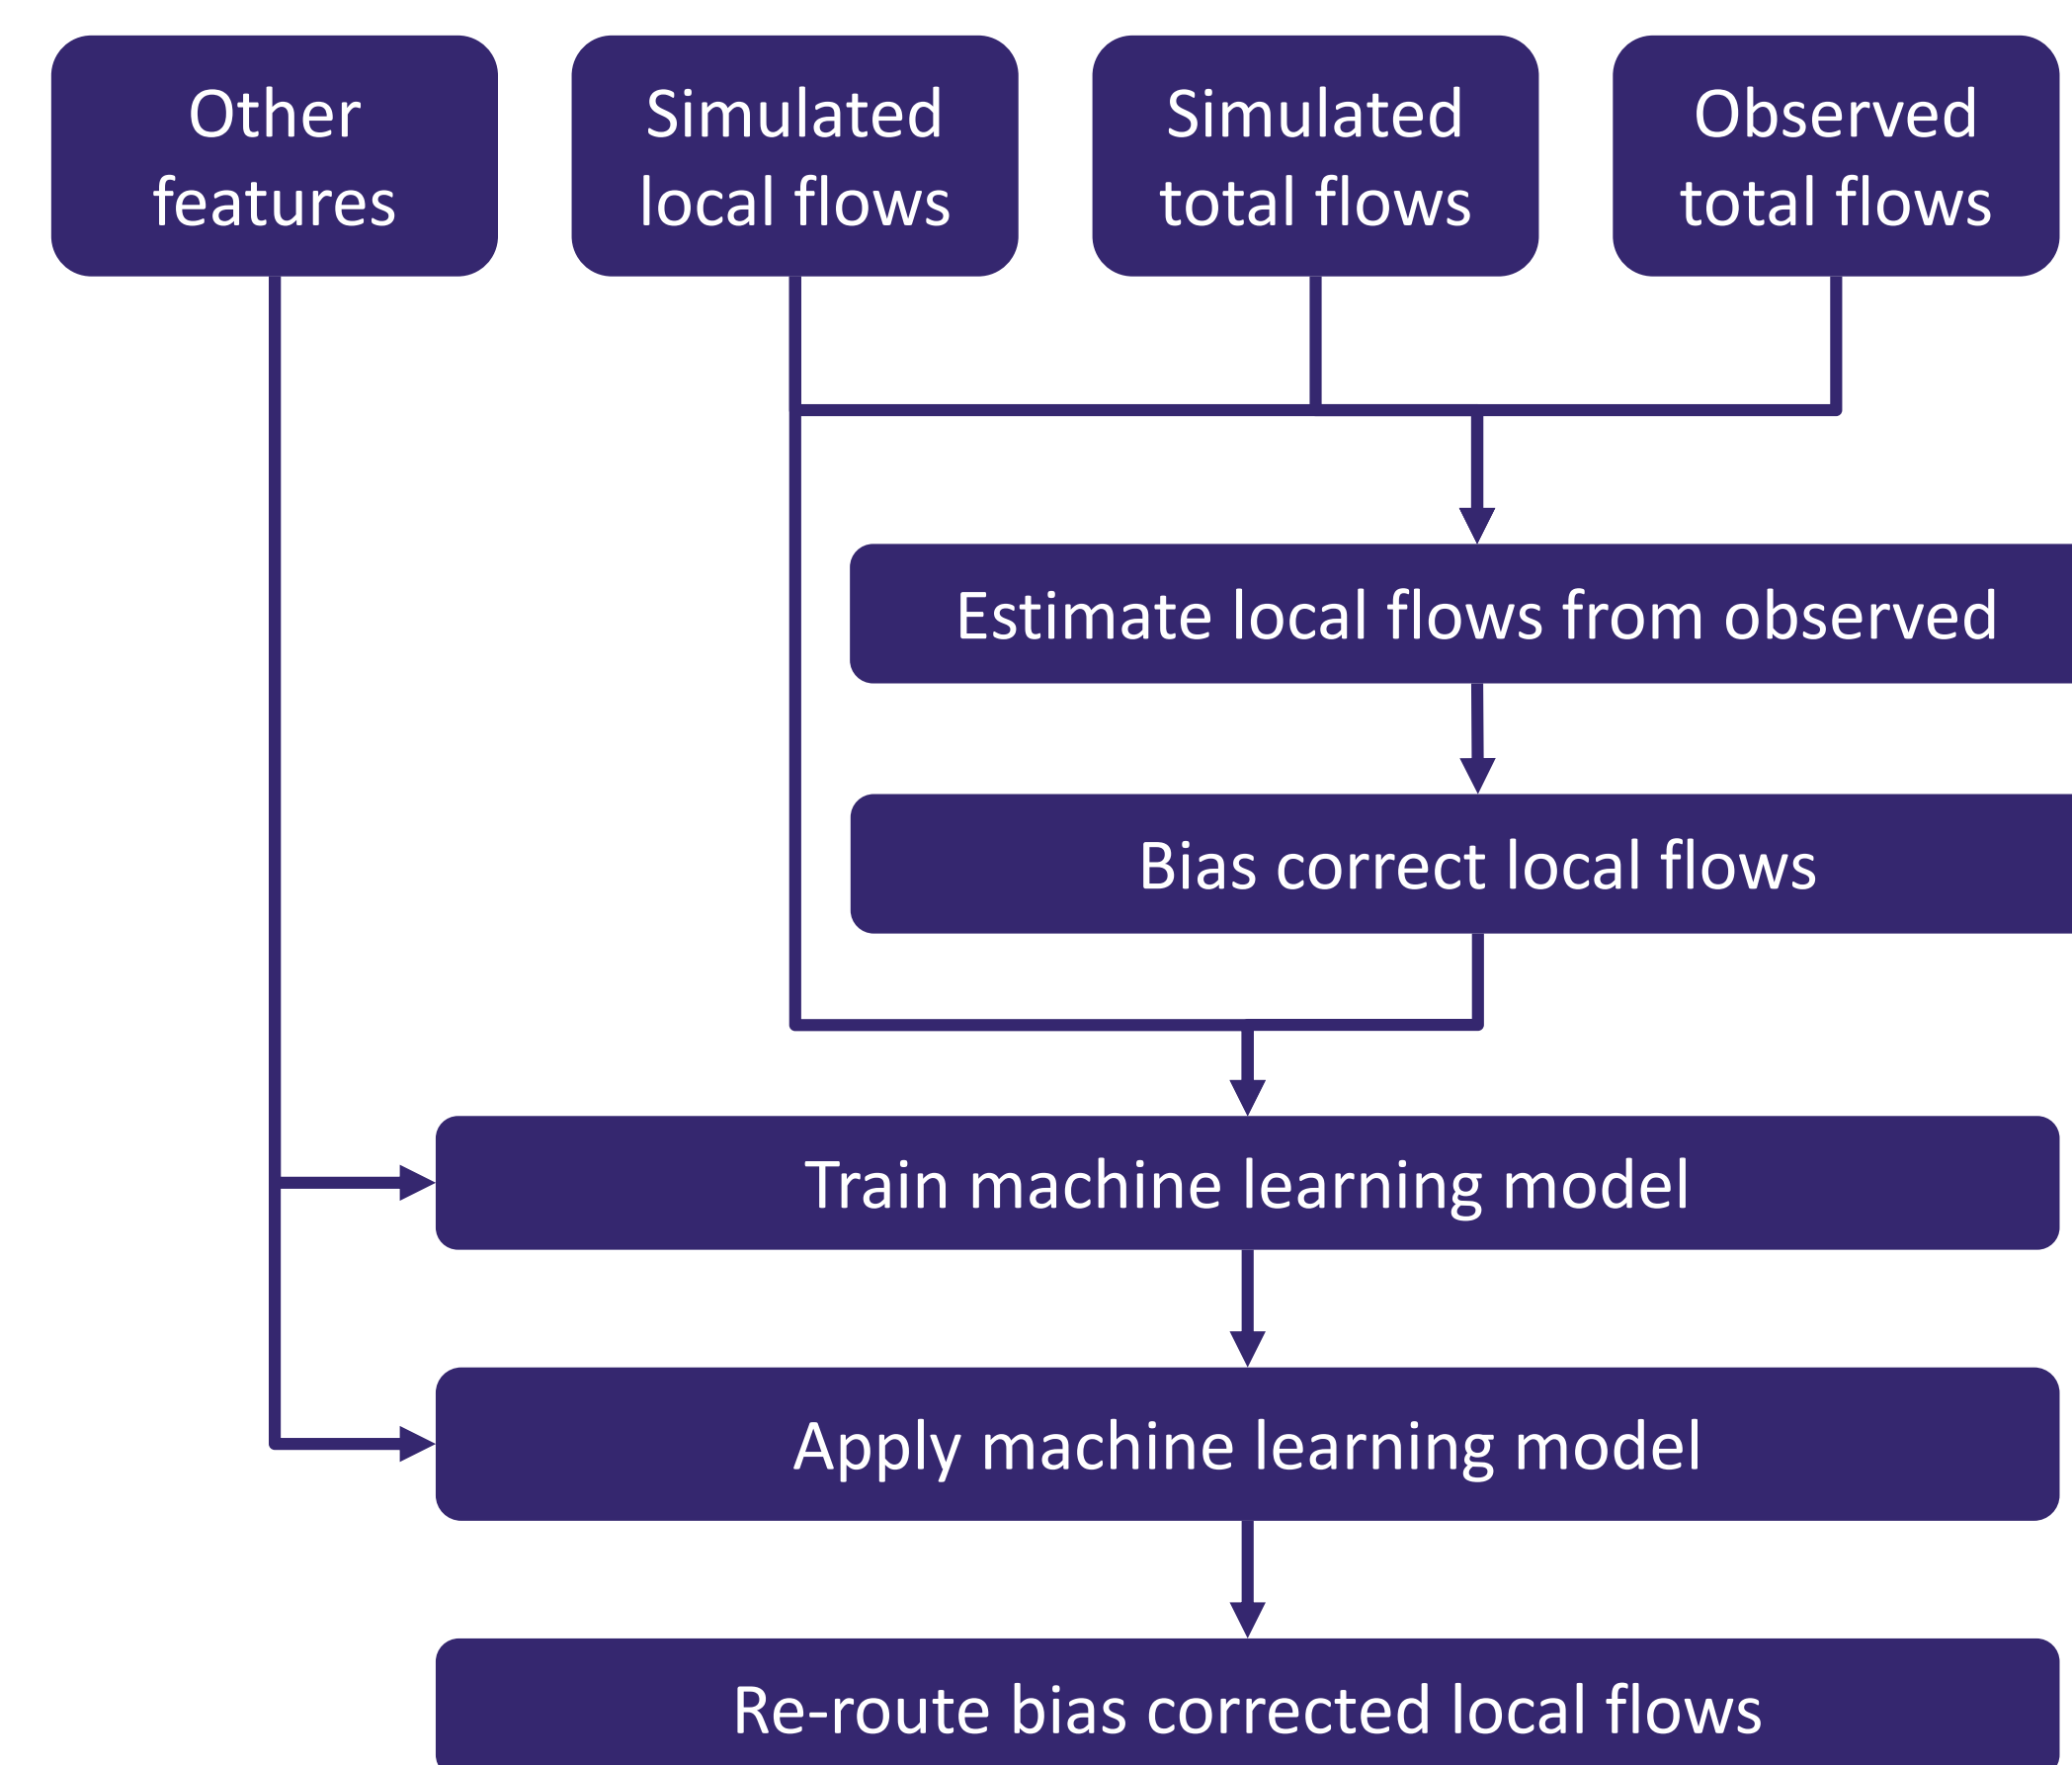 Other
features
Simulated
local flows
Simulated
total flows
Observed
total flows
Estimate local flows from observed
Bias correct local flows
Train machine learning model
Apply machine learning model
Re-route bias corrected local flows